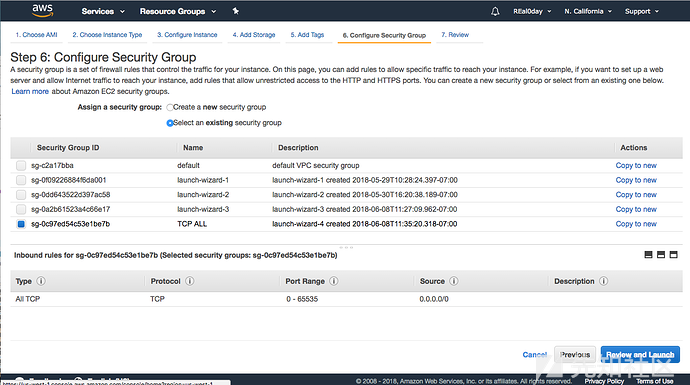 aws
Services
Resource Groups
REal0day
N. California
Support
1. Choose AMI
2. Choose Instance Type
3. Configure Instance
4. Add Storage
5. Add Tags
6. Configure Security Group
7. Review
Step 6: Configure Security Group
A security group is a set of firewall rules that control the traffic for your instance. On this page, you can add rules to allow specific traffic to reach your instance. For example, if you want to set up a web
server and allow Internet traffic to reach your instance, add rules that allow unrestricted access to the HTTP and HTTPS ports. You can create a new security group or select from an existing one below.
Learn more about Amazon EC2 security groups.
Assign a security group: Create a new security group
Select an existing security group
Security Group ID Name Description Actions
sg-c2a17bba default default VPC security group Copy to new
sg-0f09226884f6da001 launch-wizard-1 launch-wizard-1 created 2018-05-29T10:28:24.397-07:00 Copy to new
sg-0dd643522d397ac58 launch-wizard-2 launch-wizard-2 created 2018-05-30T16:20:38.189-07:00 Copy to new
sg-0a2b61523a4c66e17 launch-wizard-3 launch-wizard-3 created 2018-06-08T11:27:09.962-07:00 Copy to new
sg-0c97ed54c53e1be7b TCP ALL launch-wizard-4 created 2018-06-08T11:35:20.318-07:00 Copy to new
Inbound rules for sg-0c97ed54c53e1be7b (Selected security groups: sg-0c97ed54c53e1be7b)
Type Protocol Port Range Source Description
All TCP TCP 0 - 65535 0.0.0.0/0
Cancel Previous Review and Launch
先知社区
© 2008 - 2018, Amazon Web Services, Inc. or its affiliates. All rights reserved. Privacy Policy Terms of Use